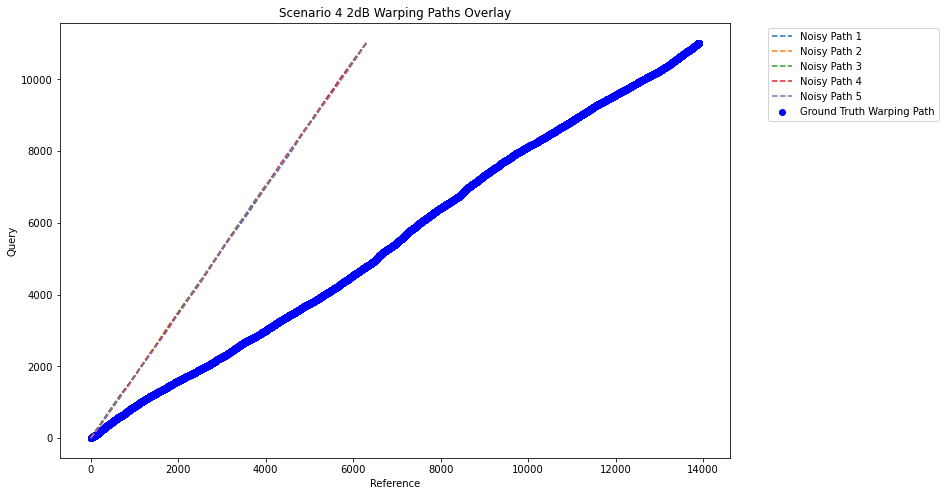 Scenario 4 2dB Warping Paths Overlay
Noisy Path 1
Noisy Path 2
Noisy Path 3
Noisy Path 4
Noisy Path 5
Ground Truth Warping Path
Query
10000
8000
6000
4000
2000
0
0 2000 4000 6000 8000 10000 12000 14000
Reference